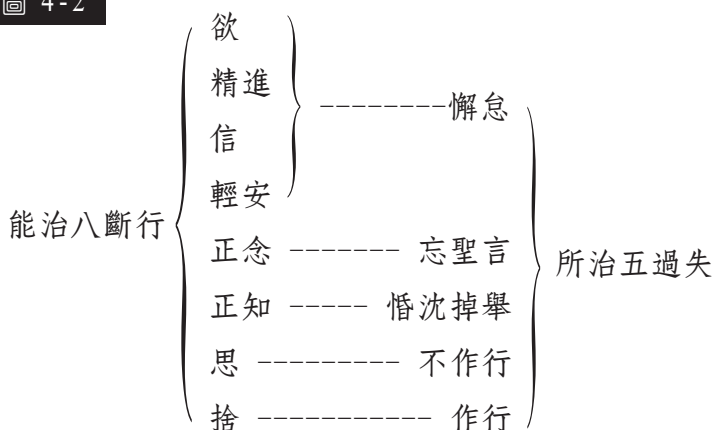 圖 4-2
欲
精進
--------懈怠
信
輕安
能治八斷行
正念 ------- 忘聖言
所治五過失
正知 ----- 惛沈掉舉
思 --------- 不作行
捨 ----------- 作行